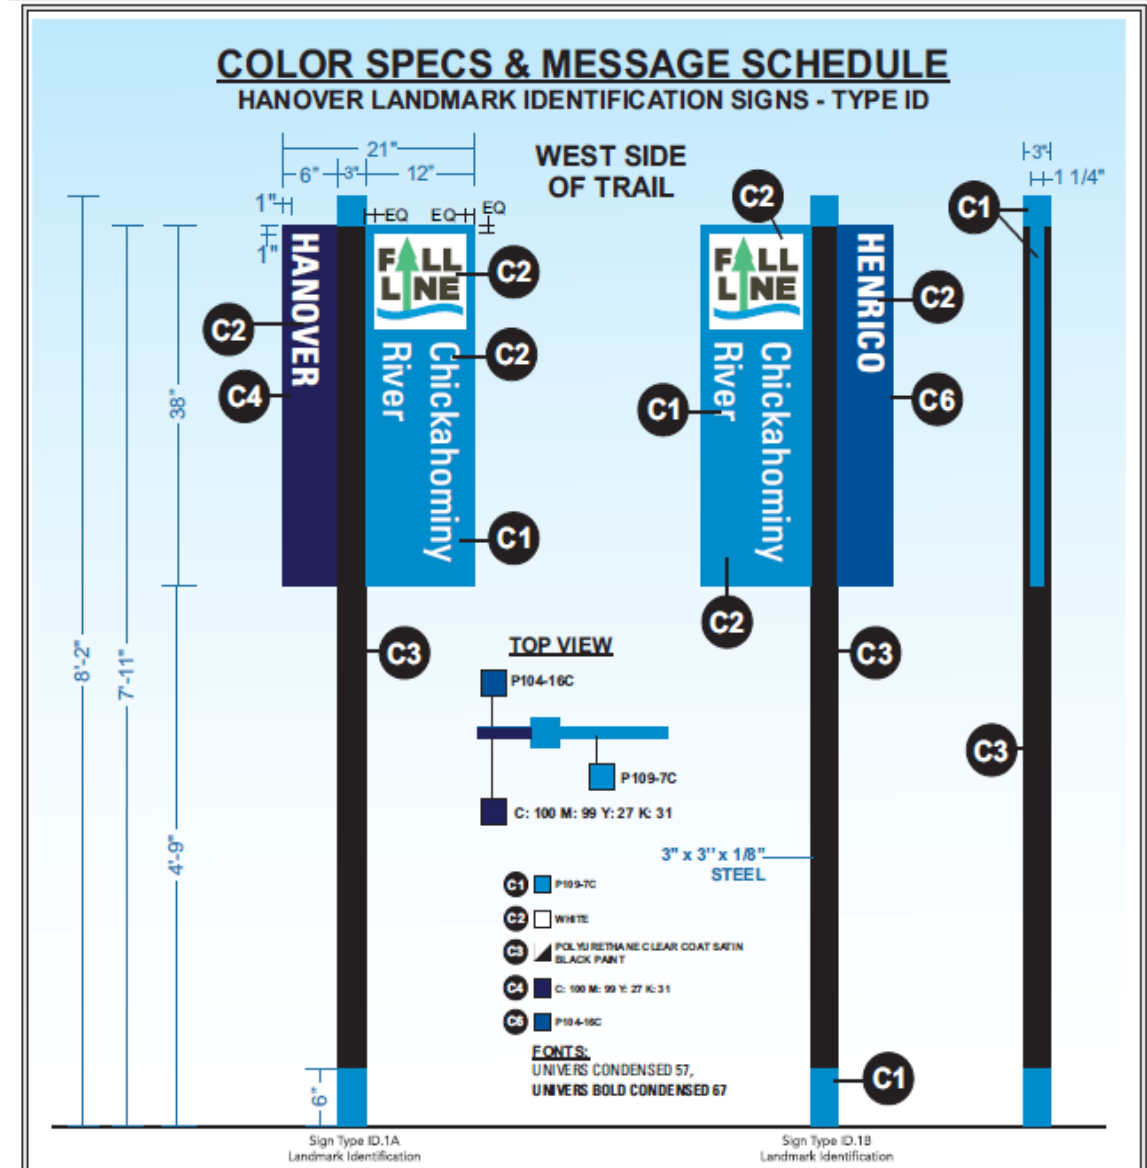 COLOR SPECS & MESSAGE SCHEDULE
HANOVER LANDMARK IDENTIFICATION SIGNS - TYPE ID
WEST SIDE
OF TRAIL
21"
6"
3"
12"
1"
1"
EQ
EQ
EQ
HANOVER
FALL
LINE
Chickahominy
River
C2
C2
C2
C4
C1
C3
38"
8'-2"
7'-11"
4'-9"
6"
C2
FALL
LINE
Chickahominy
River
HENRICO
C2
C1
C6
C2
C3
3"
1 1/4"
C1
C3
TOP VIEW
P104-16C
P109-7C
C: 100 M: 99 Y: 27 K: 31
3" x 3" x 1/8"
STEEL
C1 P109-7C
C2 WHITE
C3 POLYURETHANE CLEAR COAT SATIN
BLACK PAINT
C4 C: 100 M: 99 Y: 27 K: 31
C6 P104-16C
FONTS:
UNIVERS CONDENSED 57,
UNIVERS BOLD CONDENSED 67
C1
Sign Type ID.1A
Landmark Identification
Sign Type ID.1B
Landmark Identification